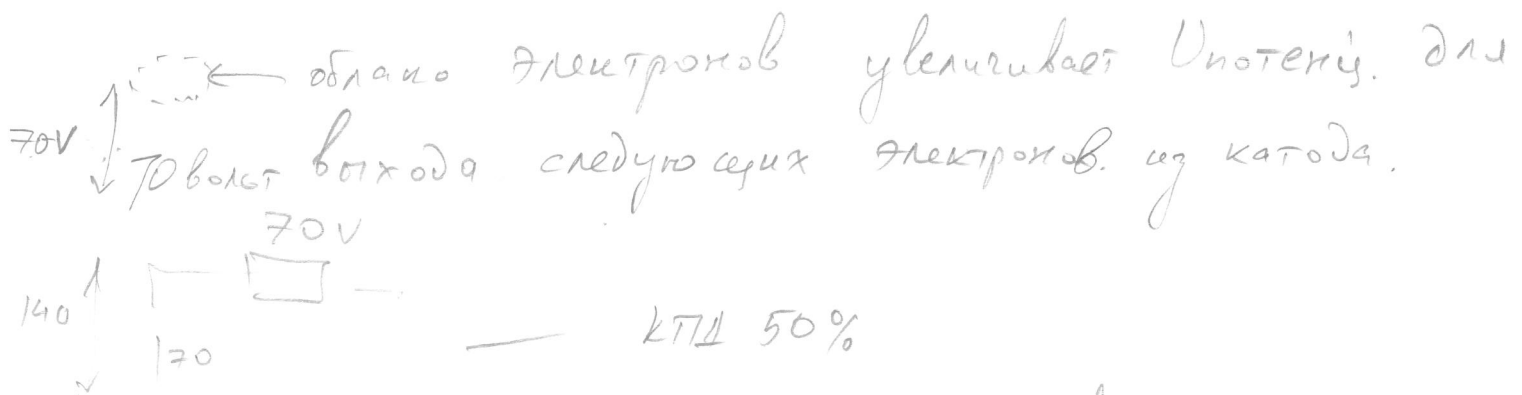 облако электронов увеличивает Uпотенц. для
70V 70 вольт выхода следующих электронов. из катода.
70V
140
70
КПД 50%